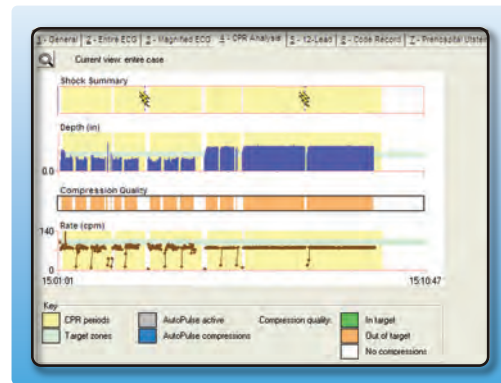 1 - General 2 - Entire ECG 3 - Magnified ECG 4 - CPR Analysis 5 - 12-Lead 6 - Code Record 7 - Prehospital Utstein
Current view: entire case
Shock Summary
Depth (in)
0.0
Compression Quality
Rate (cpm)
140
0
15:01:01 15:10:47
Key
CPR periods AutoPulse active Compression quality: In target
Target zones AutoPulse compressions Out of target
No compressions